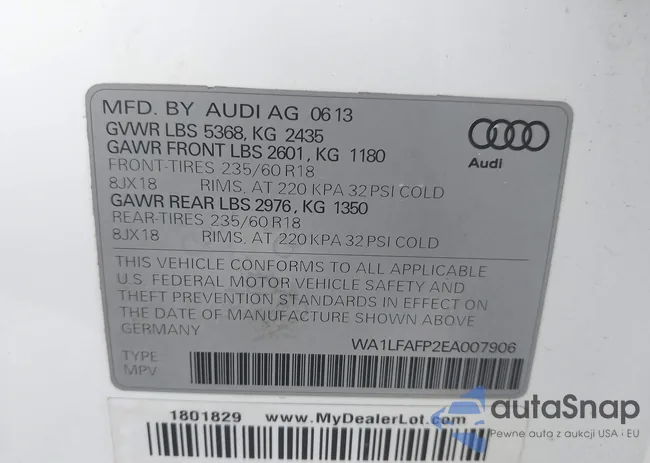 MFD. BY AUDI AG 06 13
GVWR LBS 5368, KG 2435
GAWR FRONT LBS 2601, KG 1180
FRONT-TIRES 235/60 R18
8JX18 RIMS, AT 220 KPA 32 PSI COLD
GAWR REAR LBS 2976, KG 1350
REAR-TIRES 235/60 R18
8JX18 RIMS, AT 220 KPA 32 PSI COLD
Audi
THIS VEHICLE CONFORMS TO ALL APPLICABLE
U.S. FEDERAL MOTOR VEHICLE SAFETY AND
THEFT PREVENTION STANDARDS IN EFFECT ON
THE DATE OF MANUFACTURE SHOWN ABOVE
GERMANY
WA1LFAFP2EA007906
TYPE
MPV
1801829 www.MyDealerLot.com
autaSnap
Pewne auta z aukcji USA i EU